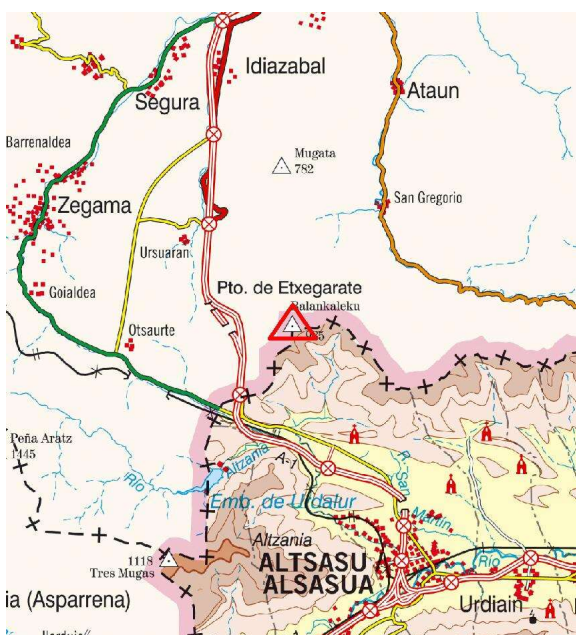 Idiazabal
Segura
Ataun
Barrenaldea
Mugata
782
San Gregorio
Zegama
Ursuaran
Goialdea
Pto. de Etxegarate
Balankaleku
Otsaurte
Peña Aratz
1445
Río
Altzania
A-1
R. San
Martín
Emb. de Urdalur
Altzania
1118
Tres Mugas
ALTSASU
ALSASUA
Río
ia (Asparrena)
Urdiain